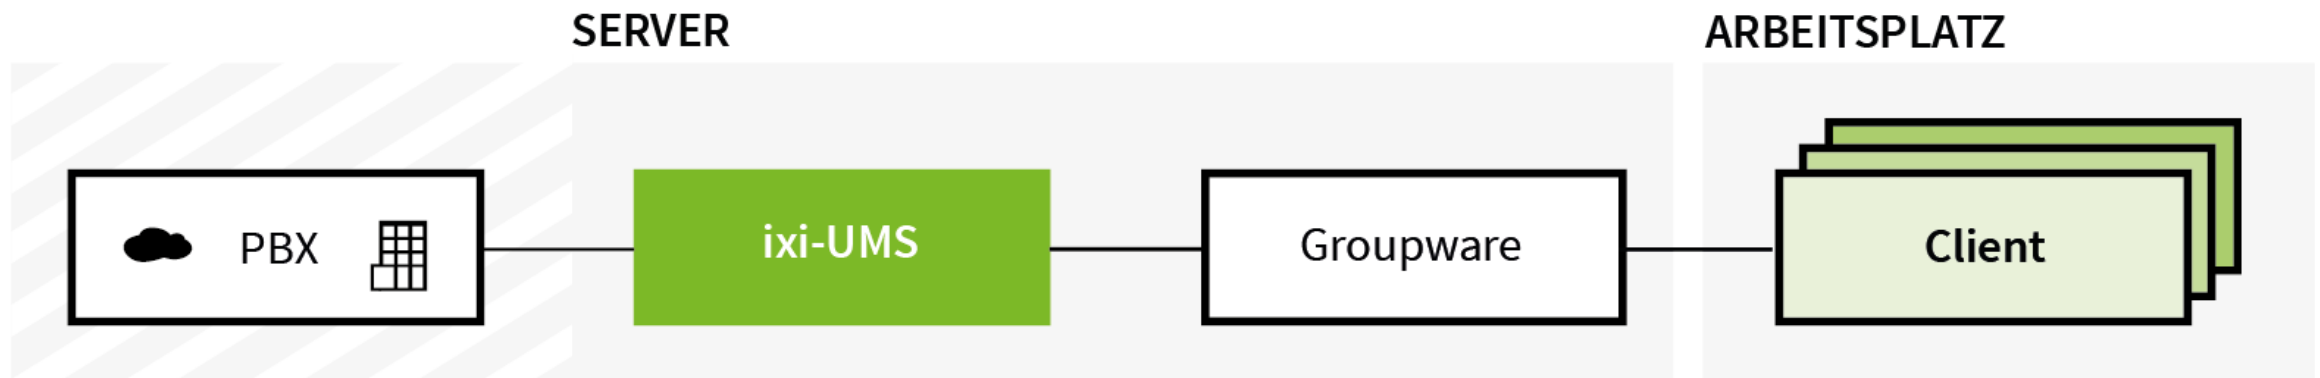 SERVER
ARBEITSPLATZ
PBX
ixi-UMS
Groupware
Client